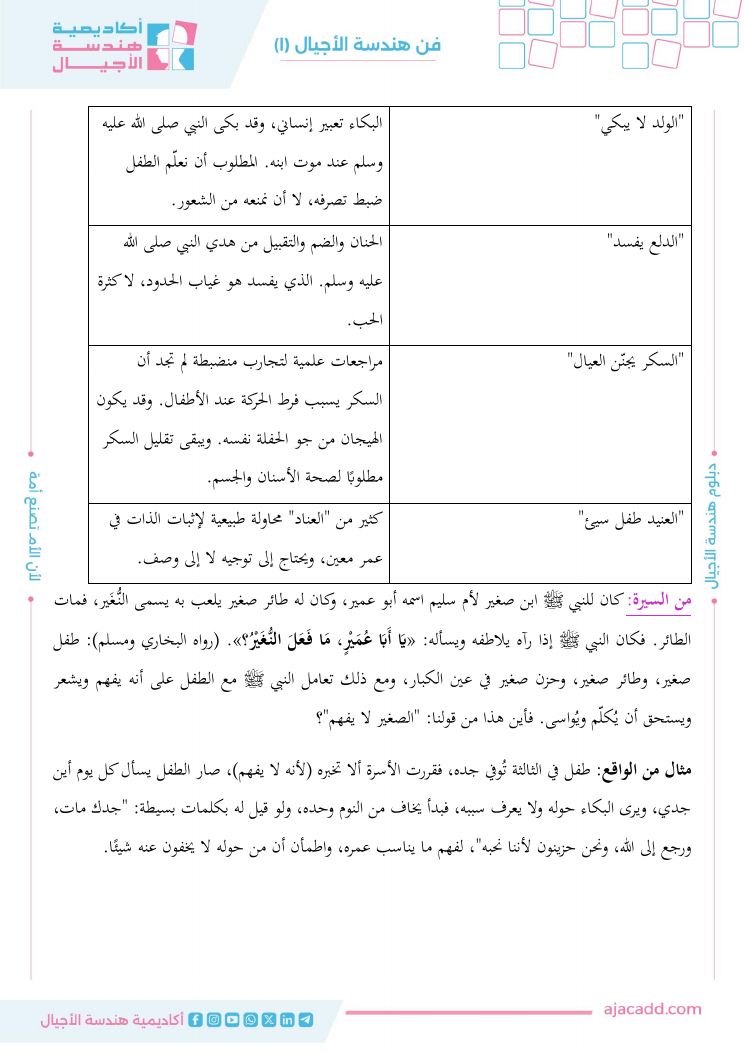 أكاديمية
هندسة
الأجيال
فن هندسة الأجيال (١)
"الولد لا يبكي"
البكاء تعبير إنساني، وقد بكى النبي صلى الله عليه
وسلم عند موت ابنه. المطلوب أن نعلّم الطفل
ضبط تصرفه، لا أن نمنعه من الشعور.
"الدلع يفسد"
الحنان والضم والتقبيل من هدي النبي صلى الله
عليه وسلم. الذي يفسد هو غياب الحدود، لا كثرة
الحب.
"السكر يجنّن العيال"
مراجعات علمية لتجارب منضبطة لم تجد أن
السكر يسبب فرط الحركة عند الأطفال. وقد يكون
الهيجان من جو الحفلة نفسه. ويبقى تقليل السكر
مطلوبًا لصحة الأسنان والجسم.
"العنيد طفل سيئ"
كثير من "العناد" محاولة طبيعية لإثبات الذات في
عمر معين، ويحتاج إلى توجيه لا إلى وصف.
من السيرة: كان للنبي ﷺ ابن صغير لأم سليم اسمه أبو عمير، وكان له طائر صغير يلعب به يسمى النُّغَير، فمات
الطائر. فكان النبي ﷺ إذا رآه يلاطفه ويسأله: «يَا أَبَا عُمَيْرٍ، مَا فَعَلَ النُّغَيْرُ؟». (رواه البخاري ومسلم): طفل
صغير، وطائر صغير، وحزن صغير في عين الكبار، ومع ذلك تعامل النبي ﷺ مع الطفل على أنه يفهم ويشعر
ويستحق أن يُكلّم ويُواسى. فأين هذا من قولنا: "الصغير لا يفهم"؟
مثال من الواقع: طفل في الثالثة تُوفي جده، فقررت الأسرة ألا تخبره (لأنه لا يفهم)، صار الطفل يسأل كل يوم أين
جدي، ويرى البكاء حوله ولا يعرف سببه، فبدأ يخاف من النوم وحده، ولو قيل له بكلمات بسيطة: "جدك مات،
ورجع إلى الله، ونحن حزينون لأننا نحبه"، لفهم ما يناسب عمره، واطمأن أن من حوله لا يخفون عنه شيئًا.
دبلوم هندسة الأجيال
لأن الأم تصنع أمة
أكاديمية هندسة الأجيال
ajacadd.com